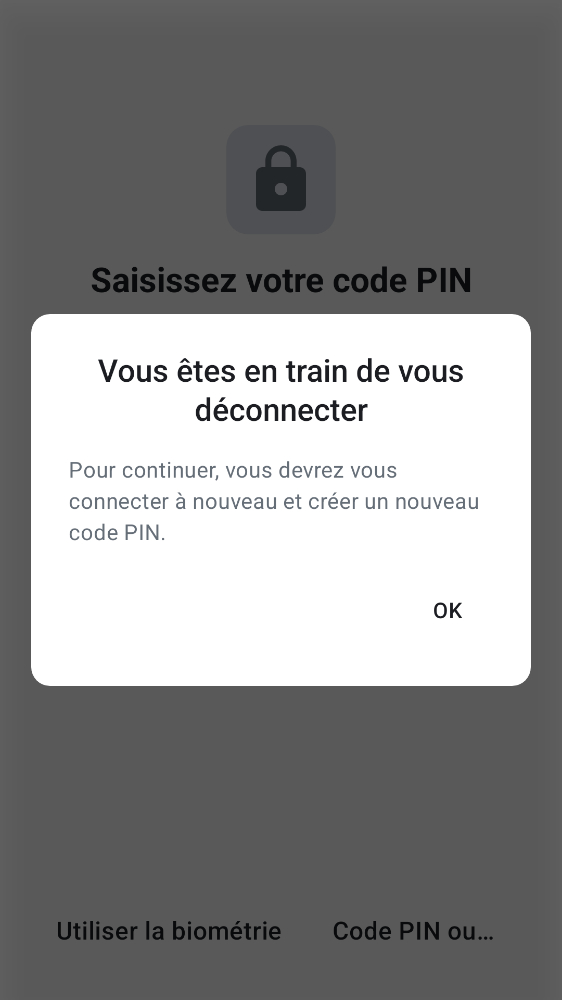 Saisissez votre code PIN
Vous êtes en train de vous
déconnecter
Pour continuer, vous devrez vous
connecter à nouveau et créer un nouveau
code PIN.
OK
Utiliser la biométrie
Code PIN ou…